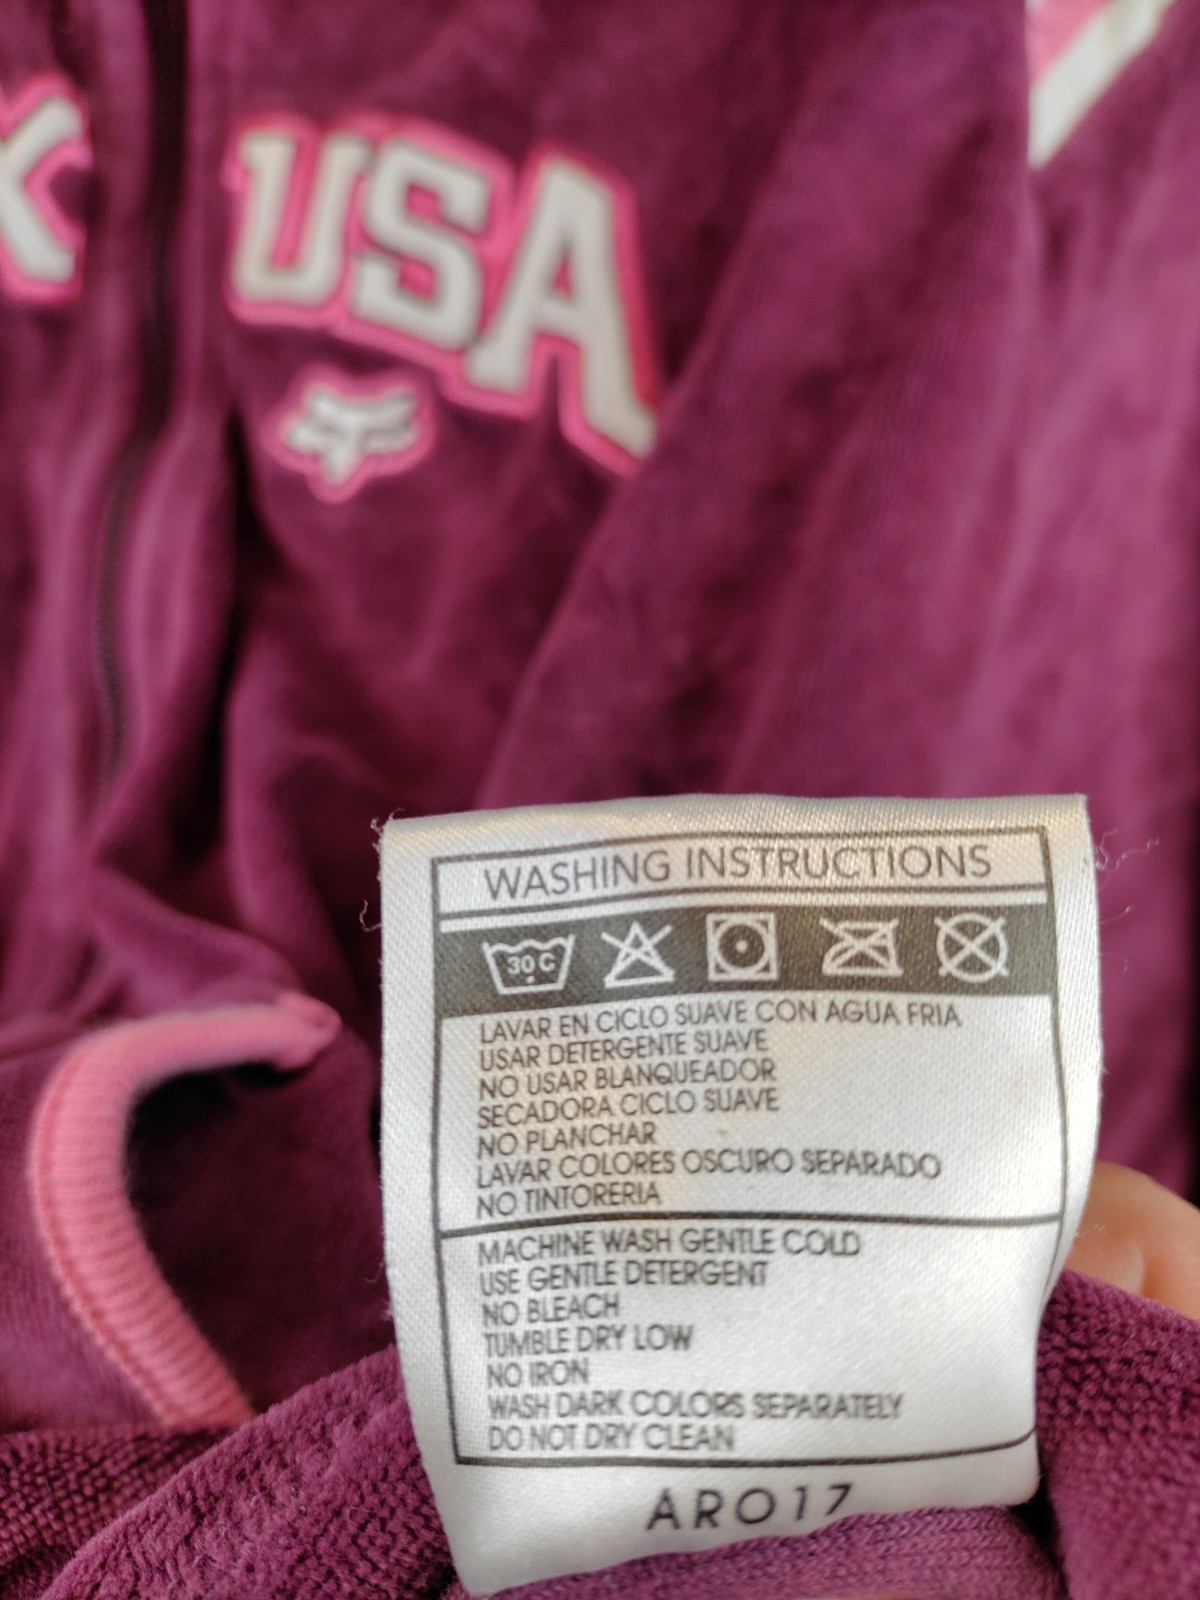 X USA
WASHING INSTRUCTIONS
30 C
LAVAR EN CICLO SUAVE CON AGUA FRIA
USAR DETERGENTE SUAVE
NO USAR BLANQUEADOR
SECADORA CICLO SUAVE
NO PLANCHAR
LAVAR COLORES OSCURO SEPARADO
NO TINTORERIA
MACHINE WASH GENTLE COLD
USE GENTLE DETERGENT
NO BLEACH
TUMBLE DRY LOW
NO IRON
WASH DARK COLORS SEPARATELY
DO NOT DRY CLEAN
ARO17